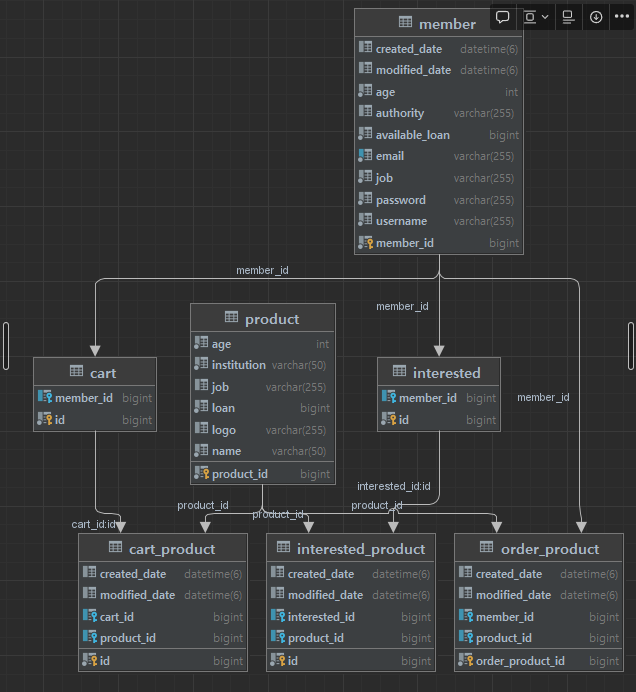 member
created_date datetime(6)
modified_date datetime(6)
age int
authority varchar(255)
available_loan bigint
email varchar(255)
job varchar(255)
password varchar(255)
username varchar(255)
member_id bigint
member_id
member_id
member_id
product
age int
institution varchar(50)
job varchar(255)
loan bigint
logo varchar(255)
name varchar(50)
product_id bigint
cart
member_id bigint
id bigint
interested
member_id bigint
id bigint
interested_id:id
product_id
product_id
product_id
cart_id:id
cart_product
created_date datetime(6)
modified_date datetime(6)
cart_id bigint
product_id bigint
id bigint
interested_product
created_date datetime(6)
modified_date datetime(6)
interested_id bigint
product_id bigint
id bigint
order_product
created_date datetime(6)
modified_date datetime(6)
member_id bigint
product_id bigint
order_product_id bigint